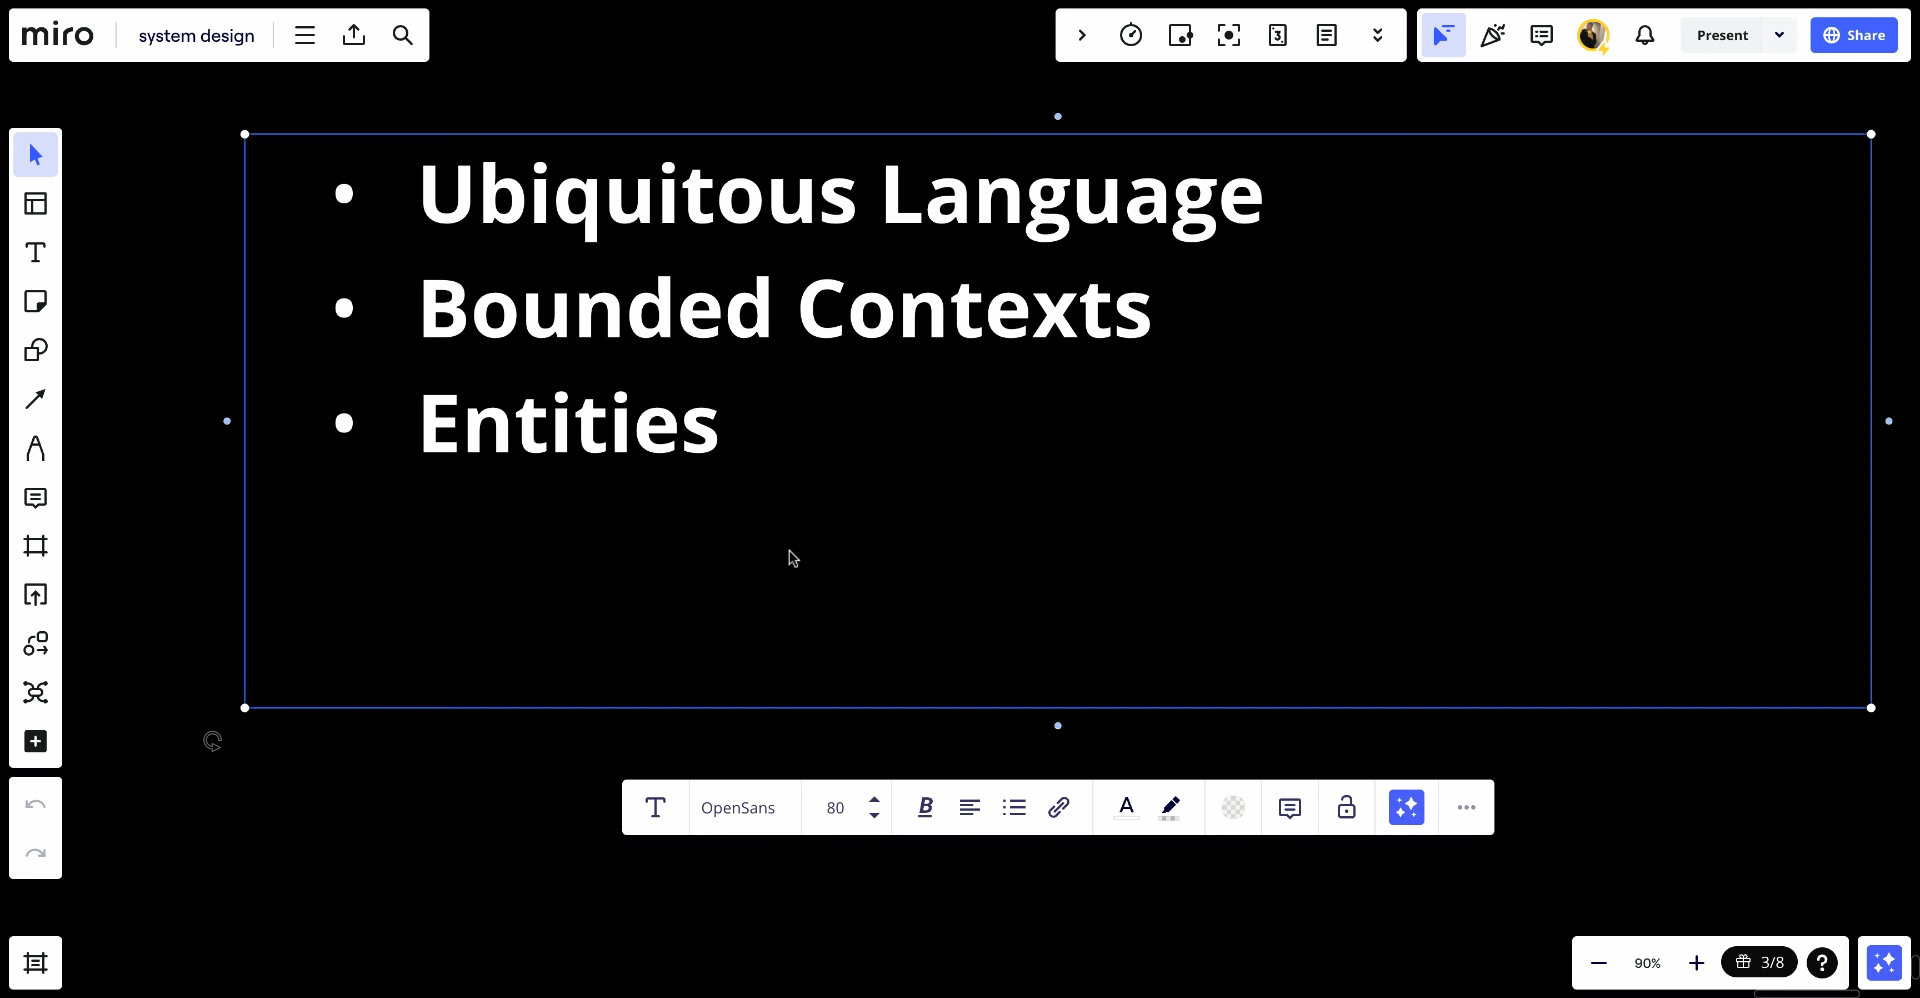 miro
system design
Present
Share
• Ubiquitous Language
• Bounded Contexts
• Entities
OpenSans
80
B
A
90%
3/8
?